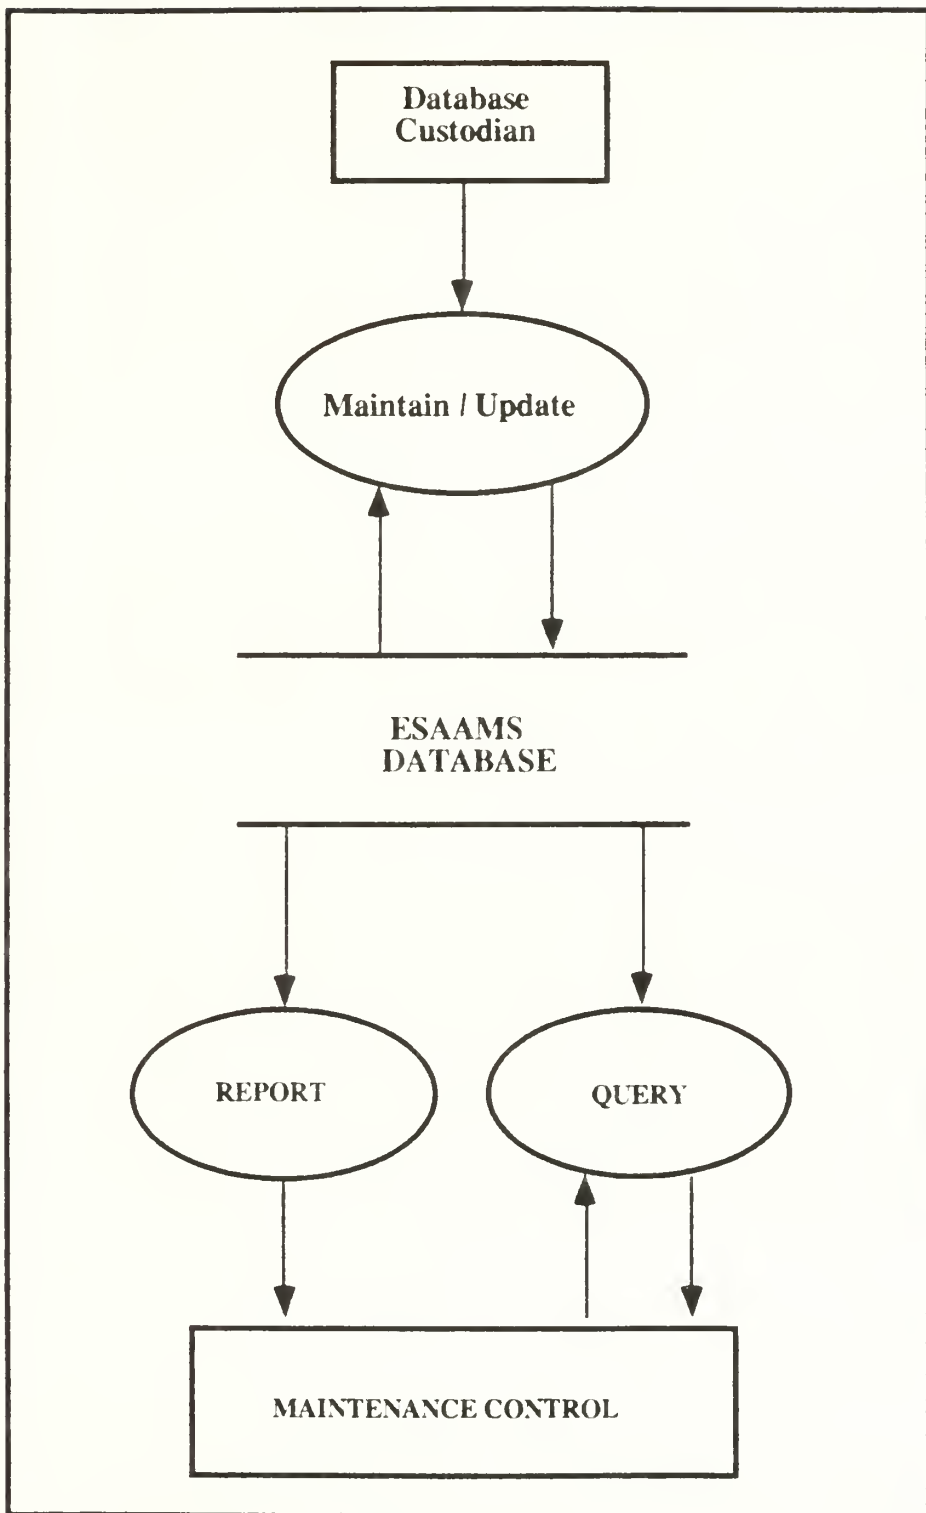 Database
Custodian
Maintain / Update
ESAAMS
DATABASE
REPORT
QUERY
MAINTENANCE CONTROL